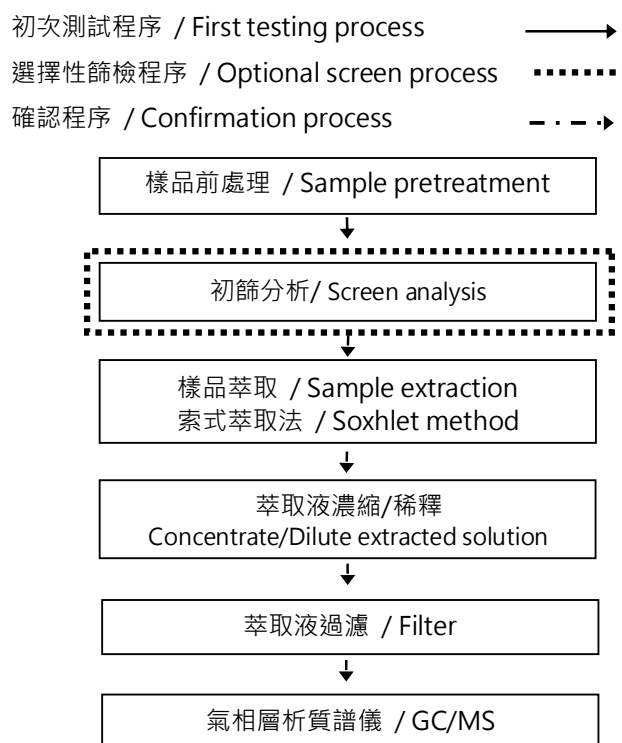 初次測試程序 / First testing process
選擇性篩檢程序 / Optional screen process
確認程序 / Confirmation process
樣品前處理 / Sample pretreatment
初篩分析/ Screen analysis
樣品萃取 / Sample extraction
索式萃取法 / Soxhlet method
萃取液濃縮/稀釋
Concentrate/Dilute extracted solution
萃取液過濾 / Filter
氣相層析質譜儀 / GC/MS